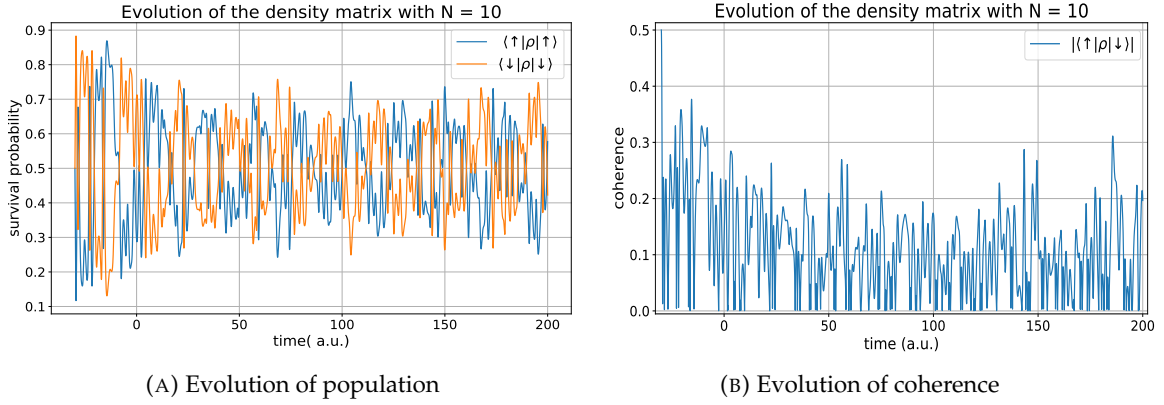 Evolution of the density matrix with N = 10
survival probability
0.9
0.8
0.7
0.6
0.5
0.4
0.3
0.2
0.1
⟨↑|ρ|↑⟩
⟨↓|ρ|↓⟩
0 50 100 150 200
time( a.u.)
(A) Evolution of population
Evolution of the density matrix with N = 10
coherence
0.5
0.4
0.3
0.2
0.1
0.0
|⟨↑|ρ|↓⟩|
0 50 100 150 200
time (a.u.)
(B) Evolution of coherence